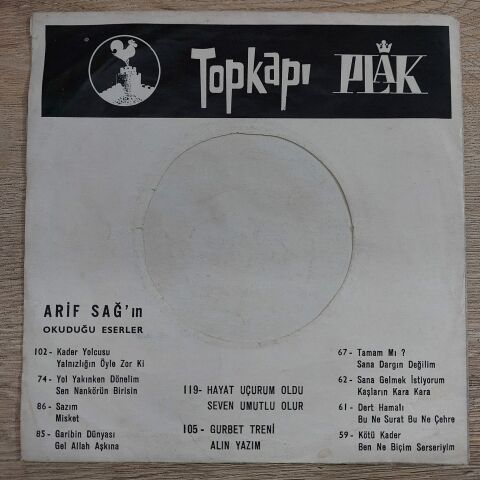 Topkapı PLAK
ARİF SAĞ'ın
OKUDUĞU ESERLER
102- Kader Yolcusu
Yalnızlığın Öyle Zor Ki
74- Yol Yakınken Dönelim
Sen Nankörün Birisin
86- Sazım
Misket
85- Garibin Dünyası
Gel Allah Aşkına
119- HAYAT UÇURUM OLDU
SEVEN UMUTLU OLUR
105- GURBET TRENİ
ALIN YAZIM
67- Tamam Mı ?
Sana Dargın Değilim
62- Sana Gelmek İstiyorum
Kaşların Kara Kara
61- Dert Hamalı
Bu Ne Surat Bu Ne Çehre
59- Kötü Kader
Ben Ne Biçim Serseriyim